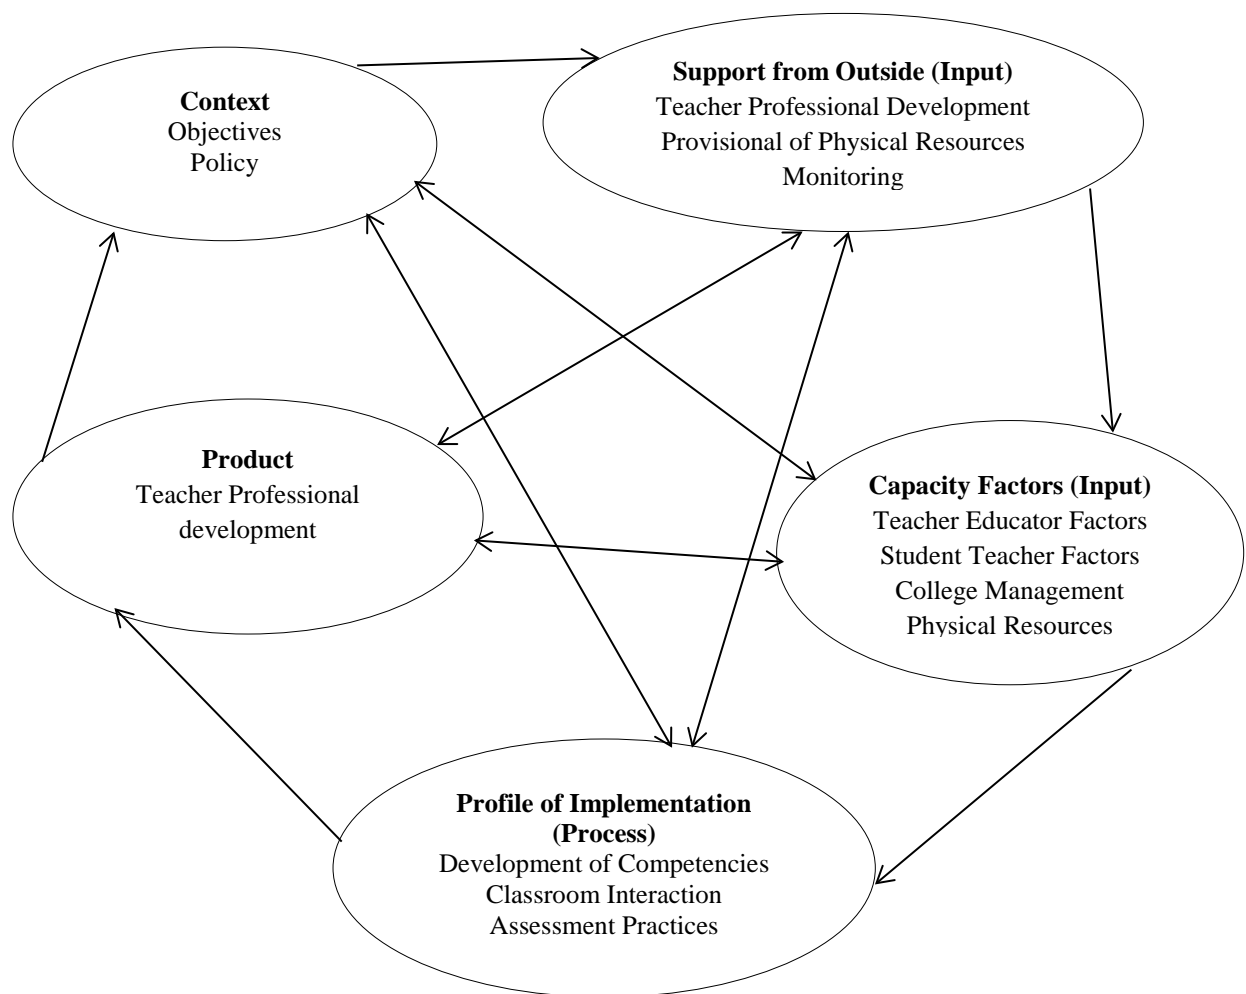 Context
Objectives
Policy
Support from Outside (Input)
Teacher Professional Development
Provisional of Physical Resources
Monitoring
Product
Teacher Professional
development
Capacity Factors (Input)
Teacher Educator Factors
Student Teacher Factors
College Management
Physical Resources
Profile of Implementation
(Process)
Development of Competencies
Classroom Interaction
Assessment Practices